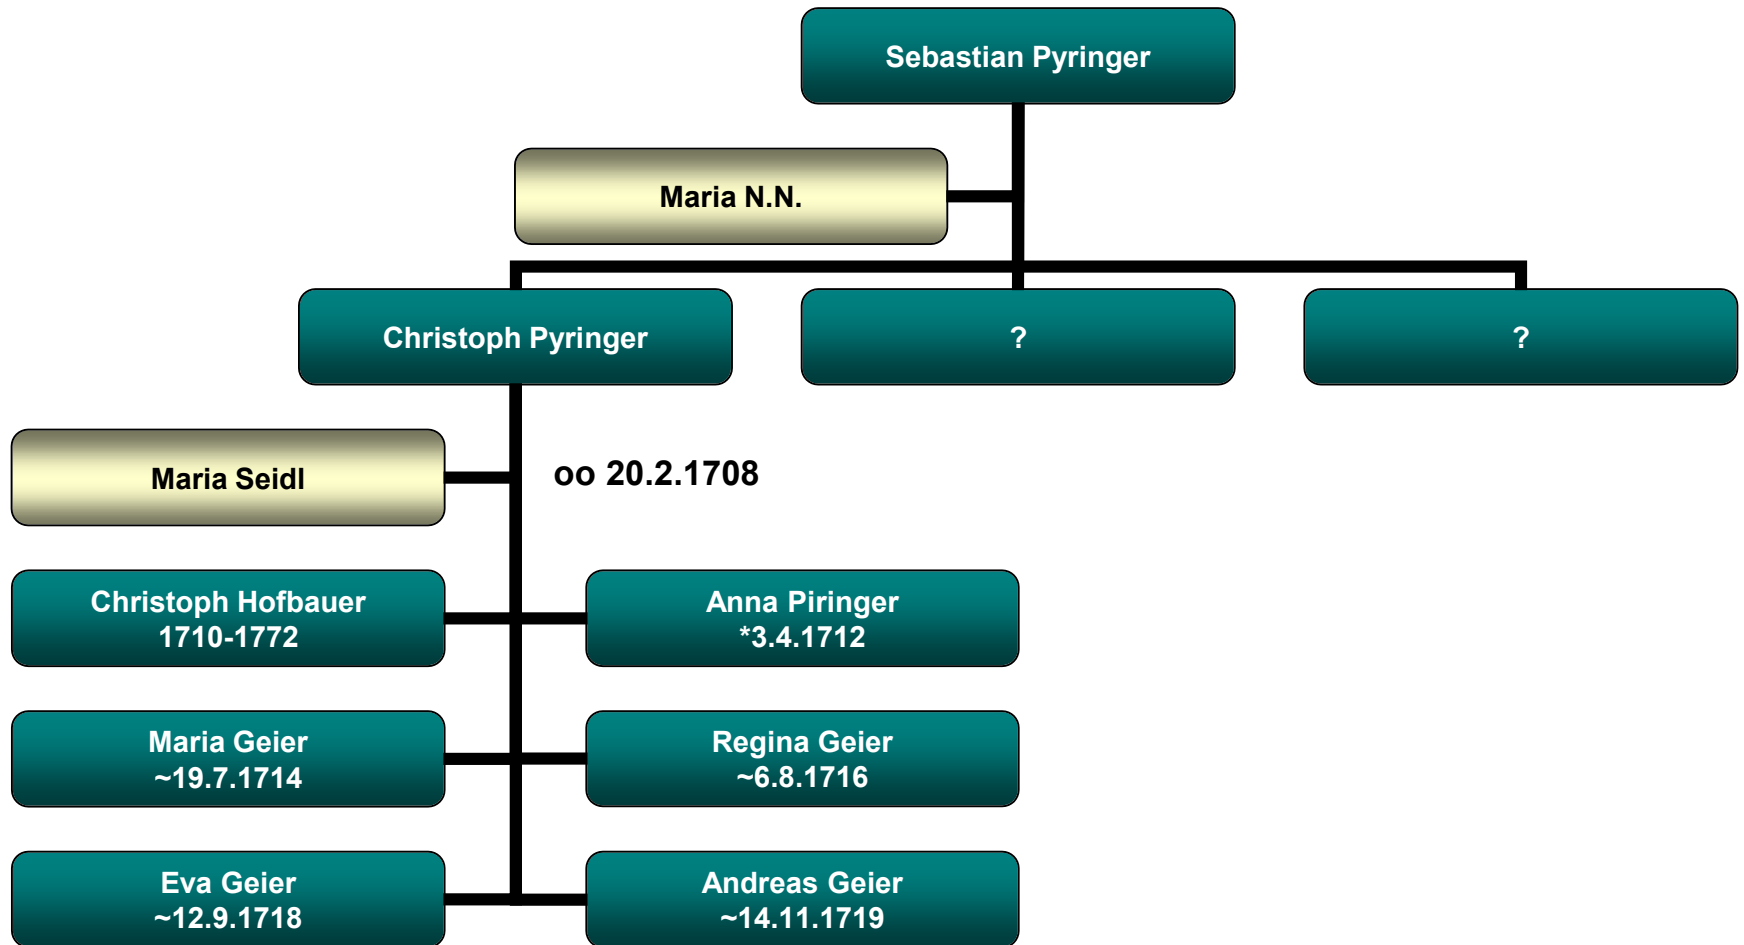 Sebastian Pyringer
Maria N.N.
Christoph Pyringer
?
?
Maria Seidl
oo 20.2.1708
Christoph Hofbauer
1710-1772
Anna Piringer
*3.4.1712
Maria Geier
~19.7.1714
Regina Geier
~6.8.1716
Eva Geier
~12.9.1718
Andreas Geier
~14.11.1719